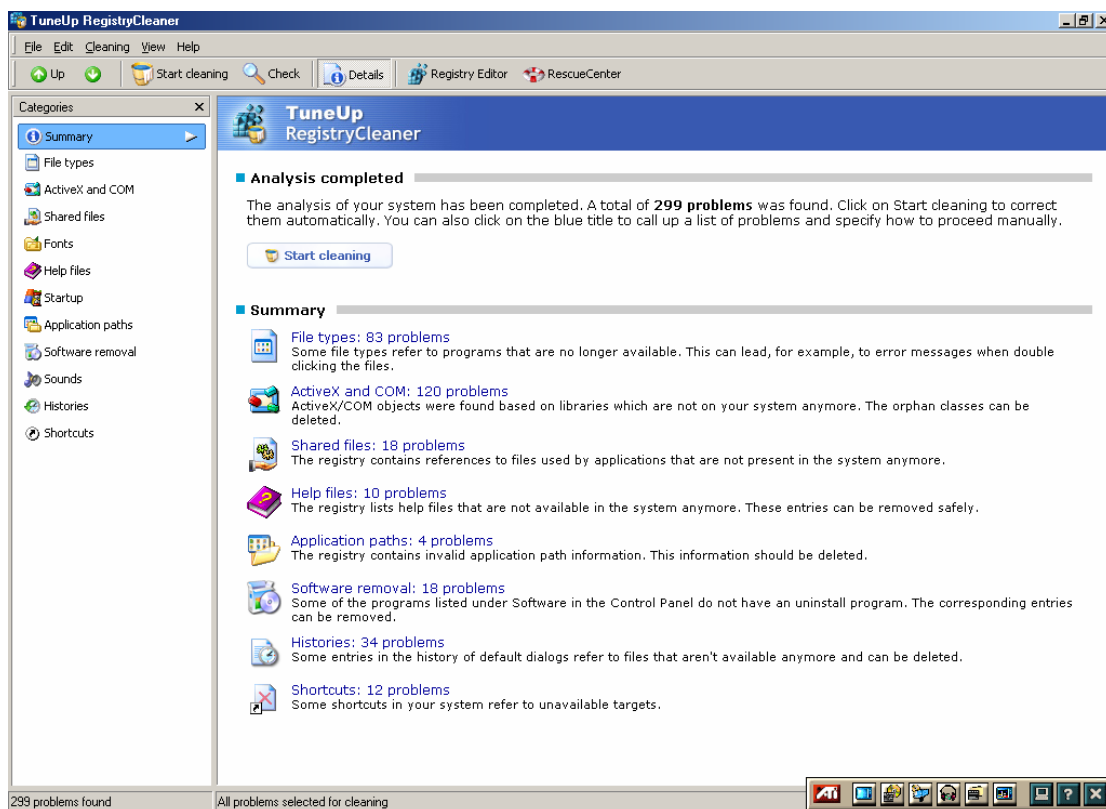 TuneUp RegistryCleaner
File Edit Cleaning View Help
Up Start cleaning Check Details Registry Editor RescueCenter
Categories
Summary
File types
ActiveX and COM
Shared files
Fonts
Help files
Startup
Application paths
Software removal
Sounds
Histories
Shortcuts
TuneUp
RegistryCleaner
Analysis completed
The analysis of your system has been completed. A total of 299 problems was found. Click on Start cleaning to correct
them automatically. You can also click on the blue title to call up a list of problems and specify how to proceed manually.
Start cleaning
Summary
File types: 83 problems
Some file types refer to programs that are no longer available. This can lead, for example, to error messages when double
clicking the files.
ActiveX and COM: 120 problems
ActiveX/COM objects were found based on libraries which are not on your system anymore. The orphan classes can be
deleted.
Shared files: 18 problems
The registry contains references to files used by applications that are not present in the system anymore.
Help files: 10 problems
The registry lists help files that are not available in the system anymore. These entries can be removed safely.
Application paths: 4 problems
The registry contains invalid application path information. This information should be deleted.
Software removal: 18 problems
Some of the programs listed under Software in the Control Panel do not have an uninstall program. The corresponding entries
can be removed.
Histories: 34 problems
Some entries in the history of default dialogs refer to files that aren't available anymore and can be deleted.
Shortcuts: 12 problems
Some shortcuts in your system refer to unavailable targets.
299 problems found
All problems selected for cleaning
ATI